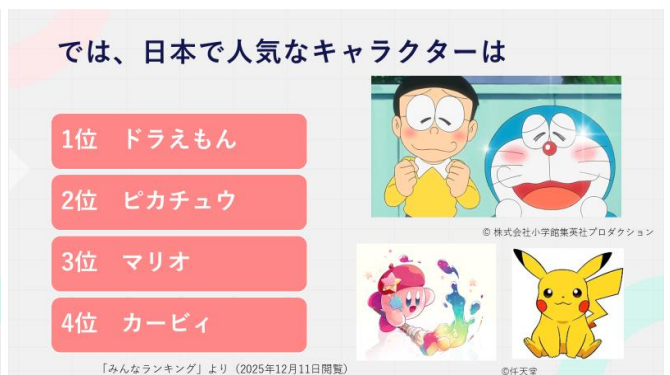 では、日本で人気なキャラクターは
1位 ドラえもん
2位 ピカチュウ
3位 マリオ
4位 カービィ
© 株式会社小学館集英社プロダクション
©任天堂
「みんなランキング」より（2025年12月11日閲覧）